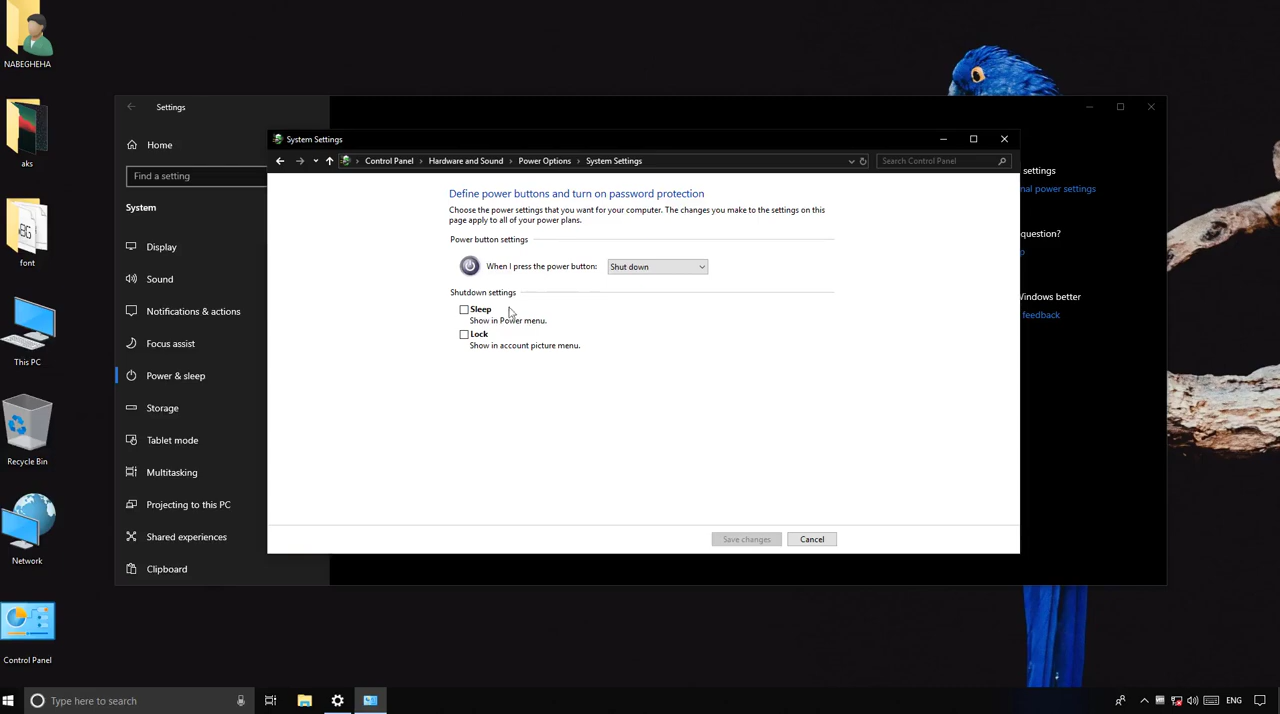 NABEGHEHA
aks
font
This PC
Recycle Bin
Network
Control Panel
Settings
Home
Find a setting
System
Display
Sound
Notifications & actions
Focus assist
Power & sleep
Storage
Tablet mode
Multitasking
Projecting to this PC
Shared experiences
Clipboard
System Settings
Control Panel > Hardware and Sound > Power Options > System Settings
Search Control Panel
Define power buttons and turn on password protection
Choose the power settings that you want for your computer. The changes you make to the settings on this
page apply to all of your power plans.
Power button settings
When I press the power button:
Shut down
Shutdown settings
Sleep
Show in Power menu.
Lock
Show in account picture menu.
Save changes
Cancel
settings
nal power settings
question?
p
Windows better
feedback
Type here to search
ENG